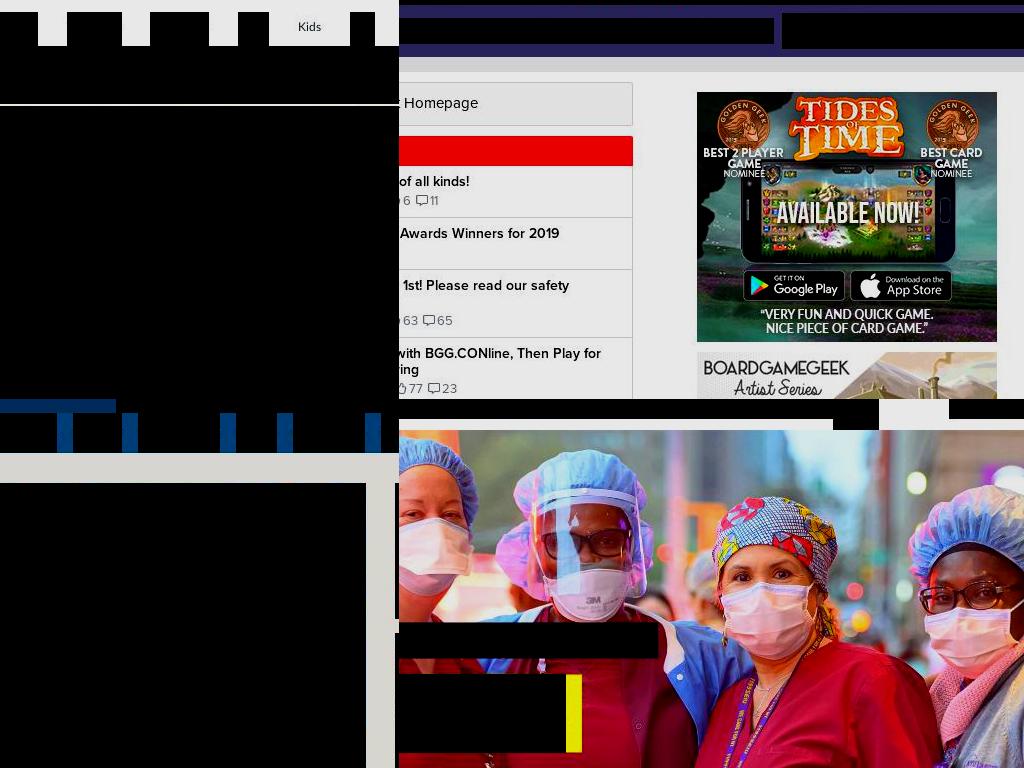 Kids
Homepage
of all kinds!
6 11
Awards Winners for 2019
1st! Please read our safety
63 65
with BGG.CONline, Then Play for
77 23
GOLDEN GEEK
GOLDEN GEEK
TIDES
OF
TIME
BEST 2 PLAYER
GAME
NOMINEE
BEST CARD
GAME
NOMINEE
AVAILABLE NOW!
GET IT ON
Google Play
Download on the
App Store
“VERY FUN AND QUICK GAME.
NICE PIECE OF CARD GAME.”
BOARDGAMEGEEK
Artist Series
3M